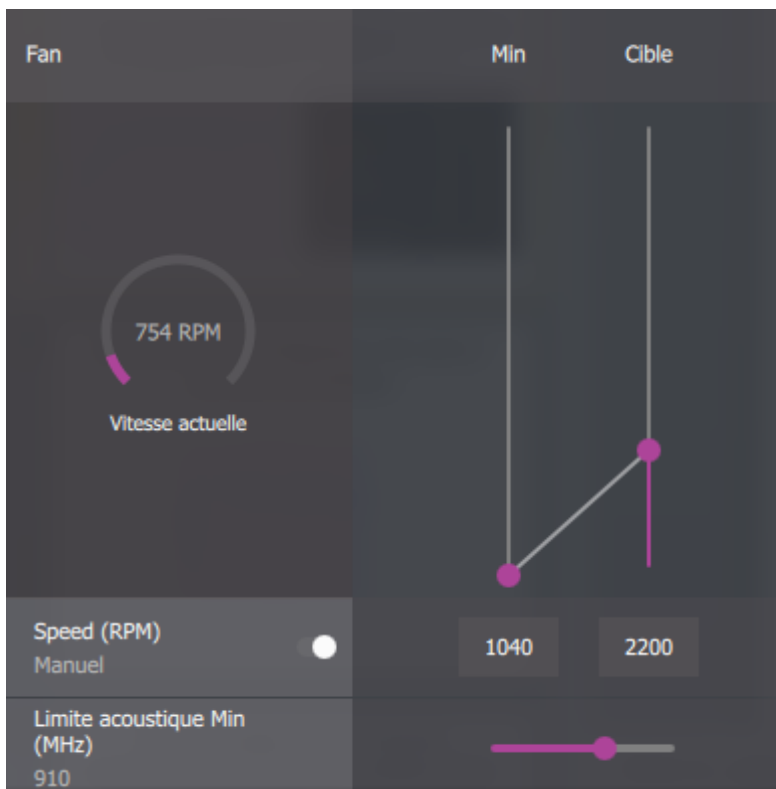 Fan
Min
Cible
754 RPM
Vitesse actuelle
Speed (RPM)
Manuel
1040
2200
Limite acoustique Min
(MHz)
910